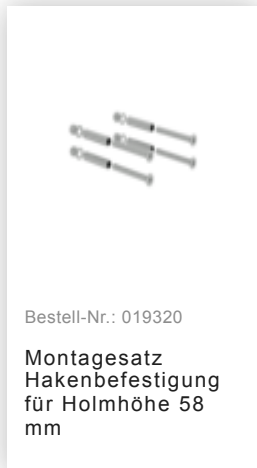 Bestell-Nr.: 019320
Montagesatz
Hakenbefestigung
für Holmhöhe 58
mm